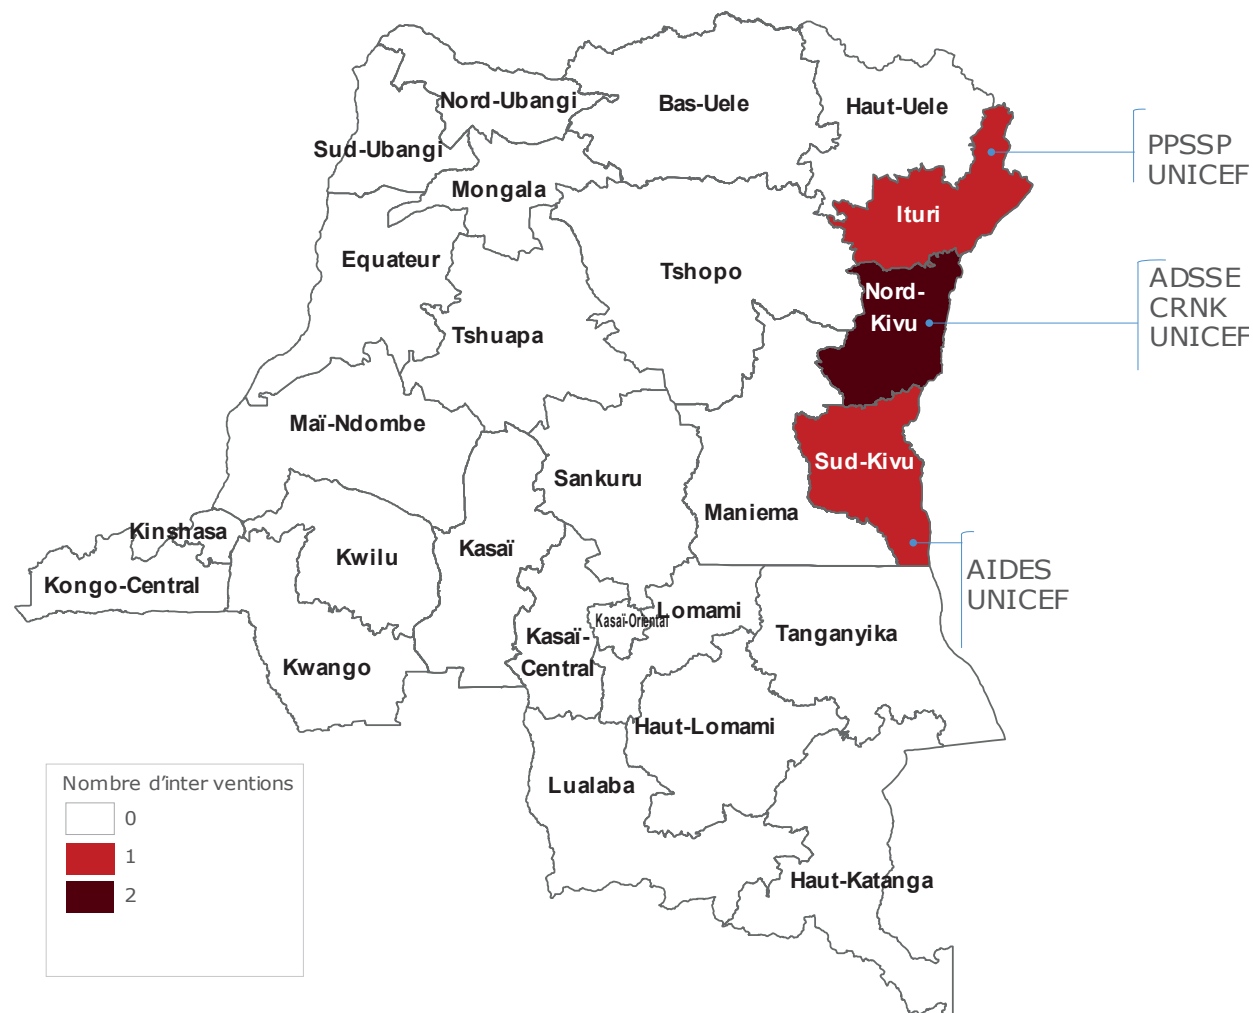 Nord-Ubangi
Bas-Uele
Haut-Uele
Sud-Ubangi
Mongala
PPSSP
UNICEF
Ituri
Equateur
Tshopo
Nord-
Kivu
ADSSE
CRNK
UNICEF
Tshuapa
Maï-Ndombe
Sankuru
Sud-Kivu
Maniema
Kinshasa
Kwilu
Kasaï
Kongo-Central
AIDES
UNICEF
Kasaï-Oriental
Lomami
Kasaï-
Central
Tanganyika
Kwango
Haut-Lomami
Lualaba
Haut-Katanga
Nombre d'inter ventions
0
1
2